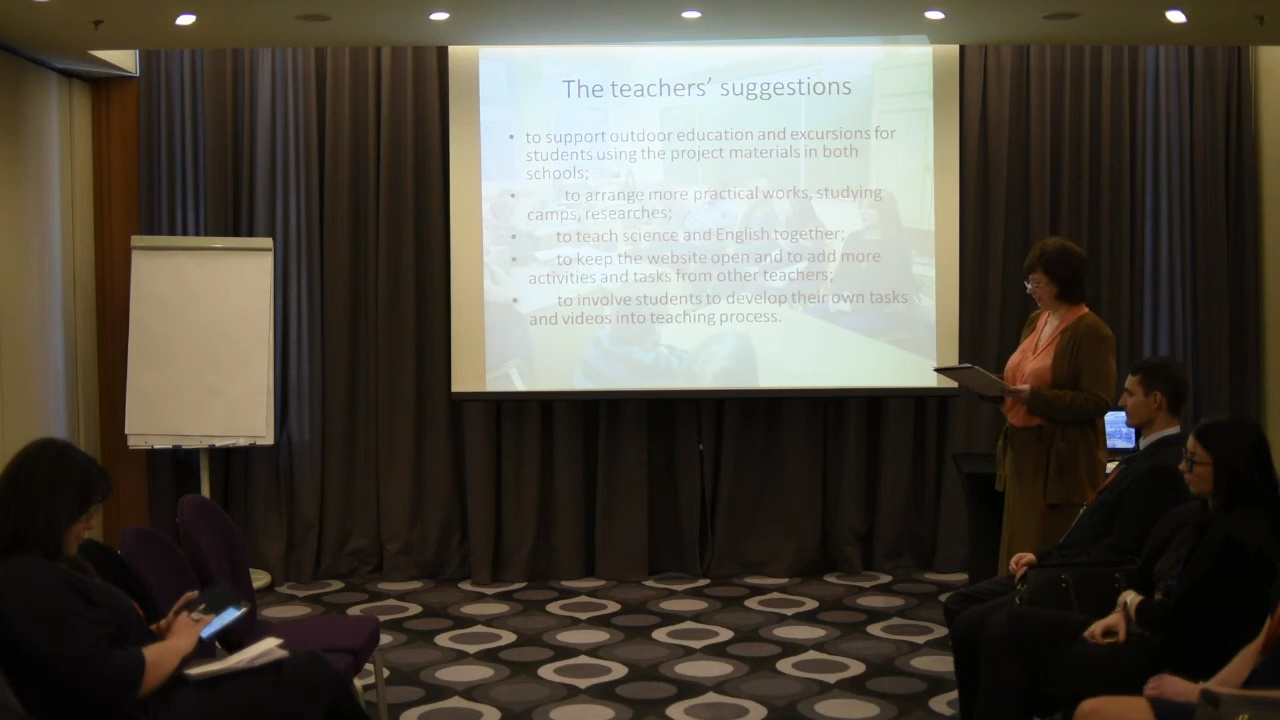 The teachers' suggestions
• to support outdoor education and excursions for
students using the project materials in both
schools;
• to arrange more practical works, studying
camps, researches;
• to teach science and English together;
• to keep the website open and to add more
activities and tasks from other teachers;
• to involve students to develop their own tasks
and videos into teaching process.